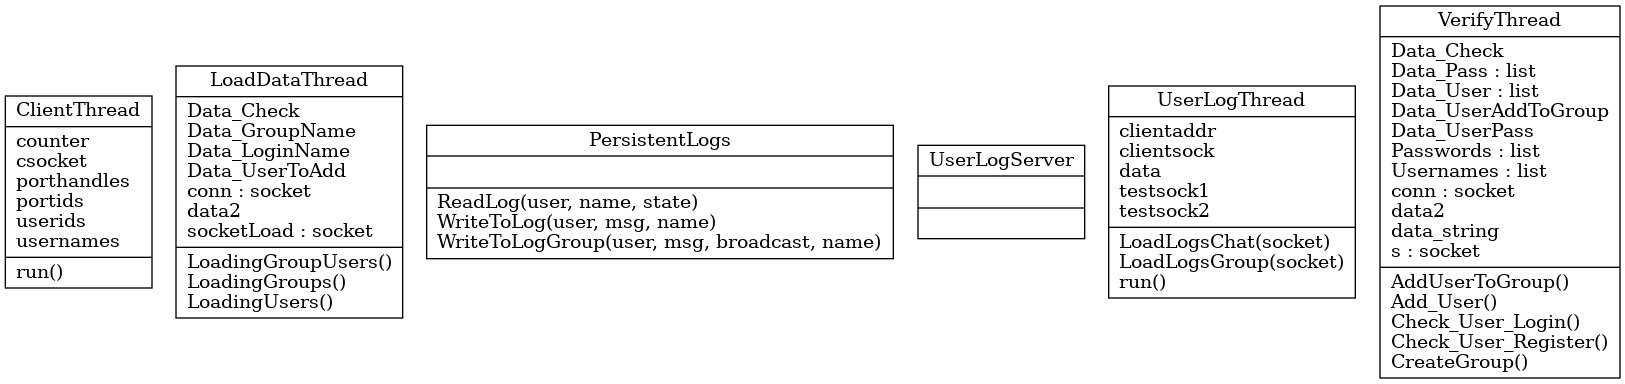 ClientThread
counter
csocket
porthandles
portids
userids
usernames
run()
LoadDataThread
Data_Check
Data_GroupName
Data_LoginName
Data_UserToAdd
conn : socket
data2
socketLoad : socket
LoadingGroupUsers()
LoadingGroups()
LoadingUsers()
PersistentLogs
ReadLog(user, name, state)
WriteToLog(user, msg, name)
WriteToLogGroup(user, msg, broadcast, name)
UserLogServer
UserLogThread
clientaddr
clientsock
data
testsock1
testsock2
LoadLogsChat(socket)
LoadLogsGroup(socket)
run()
VerifyThread
Data_Check
Data_Pass : list
Data_User : list
Data_UserAddToGroup
Data_UserPass
Passwords : list
Usernames : list
conn : socket
data2
data_string
s : socket
AddUserToGroup()
Add_User()
Check_User_Login()
Check_User_Register()
CreateGroup()